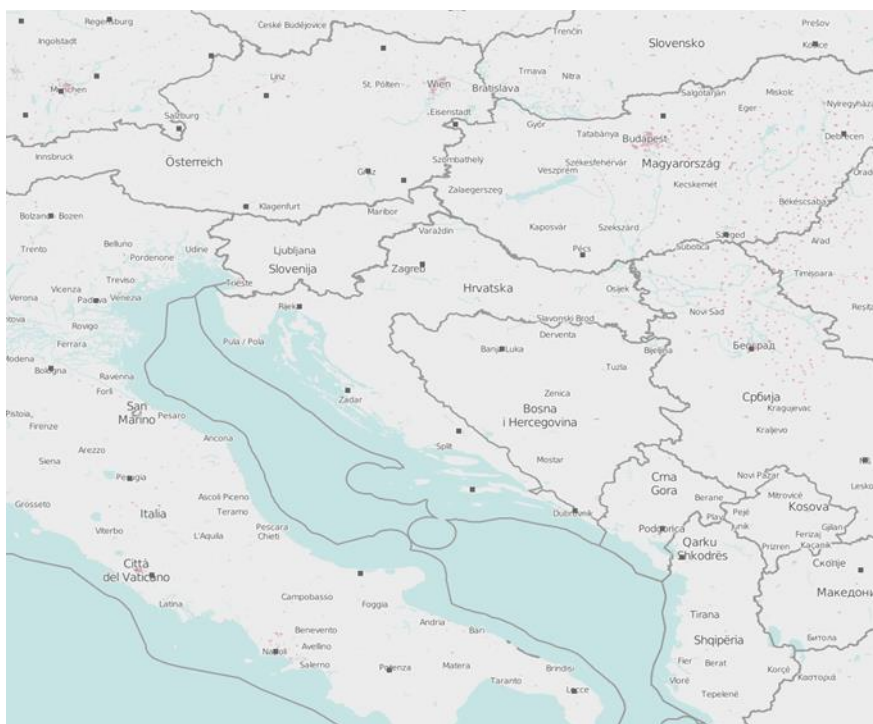 Regensburg
České Budějovice
Trenčín
Prešov
Ingolstadt
Slovensko
Košice
München
Linz
St. Pölten
Wien
Bratislava
Trnava
Nitra
Salgótarján
Miskolc
Eger
Nyíregyháza
Salzburg
Eisenstadt
Győr
Tatabánya
Budapest
Debrecen
Innsbruck
Österreich
Graz
Szombathely
Székesfehérvár
Veszprém
Magyarország
Zalaegerszeg
Kecskemét
Bolzano - Bozen
Klagenfurt
Maribor
Varaždin
Kaposvár
Szekszárd
Békéscsaba
Trento
Belluno
Udine
Pordenone
Ljubljana
Slovenija
Zagreb
Pécs
Szeged
Subotica
Arad
Vicenza
Treviso
Trieste
Verona
Padova
Venezia
Rijeka
Hrvatska
Osijek
Timișoara
Rovigo
Ferrara
Pula / Pola
Slavonski Brod
Novi Sad
Modena
Bologna
Derventa
Banja Luka
Bijeljina
Београд
Ravenna
Forlì
Tuzla
San
Marino
Pesaro
Zadar
Zenica
Bosna
i Hercegovina
Србија
Kragujevac
Pistoia
Firenze
Arezzo
Ancona
Split
Kraljevo
Siena
Mostar
Perugia
Crna
Gora
Novi Pazar
Grosseto
Ascoli Piceno
Teramo
Italia
Dubrovnik
Berane
Mitrovicë
Pejë
Kosova
Plav
Junik
Gjilan
Viterbo
L'Aquila
Pescara
Chieti
Podgorica
Ferizaj
Kaçanik
Prizren
Qarku
Shkodrës
Città
del Vaticano
Скопје
Latina
Campobasso
Foggia
Македони
Tirana
Andria
Bari
Benevento
Avellino
Napoli
Salerno
Shqipëria
Битола
Potenza
Matera
Brindisi
Fier
Berat
Korçë
Taranto
Lecce
Vlorë
Καστοριά
Tepelenë